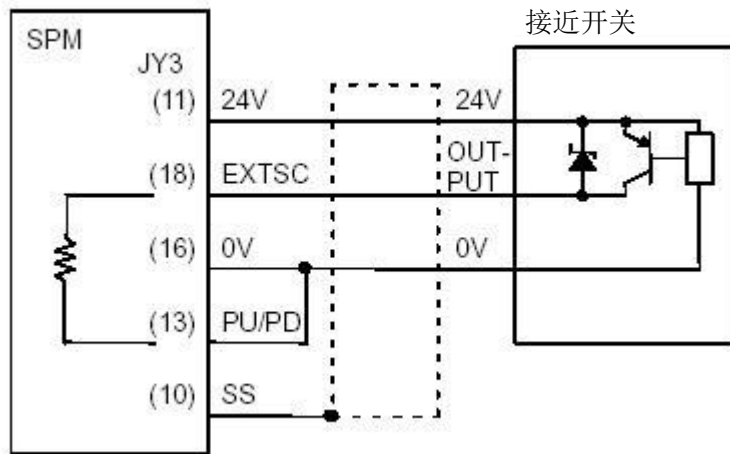 接近开关
SPM
JY3
(11) 24V 24V
OUT-
PUT
(18) EXTSC
(16) 0V 0V
(13) PU/PD
(10) SS